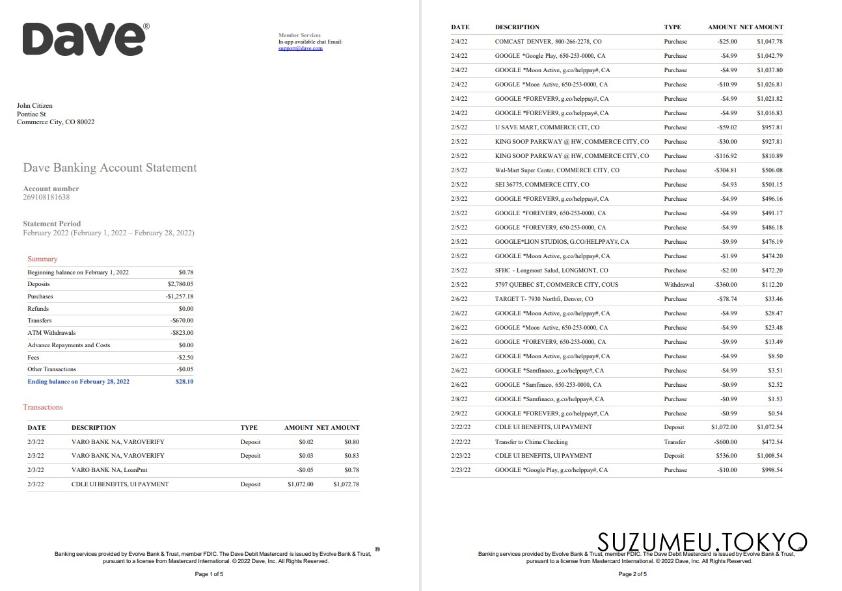 Dave®
Member Services
In-app available chat Email:
support@dave.com
John Citizen
Pontiac St
Commerce City, CO 80022
Dave Banking Account Statement
Account number
269108181638
Statement Period
February 2022 (February 1, 2022 – February 28, 2022)
Summary
Beginning balance on February 1, 2022 $0.78
Deposits $2,780.05
Purchases -$1,257.18
Refunds $0.00
Transfers -$670.00
ATM Withdrawals -$823.00
Advance Repayments and Costs $0.00
Fees -$2.50
Other Transactions -$0.05
Ending balance on February 28, 2022 $28.10
Transactions
DATE DESCRIPTION TYPE AMOUNT NET AMOUNT
2/3/22 VARO BANK NA, VAROVERIFY Deposit $0.02 $0.80
2/3/22 VARO BANK NA, VAROVERIFY Deposit $0.03 $0.83
2/3/22 VARO BANK NA, LoanPmt -$0.05 $0.78
2/3/22 CDLE UI BENEFITS, UI PAYMENT Deposit $1,072.00 $1,072.78
Banking services provided by Evolve Bank & Trust, member FDIC. The Dave Debit Mastercard is issued by Evolve Bank & Trust,
pursuant to a license from Mastercard International. © 2022 Dave, Inc. All Rights Reserved.
Page 1 of 5
DATE DESCRIPTION TYPE AMOUNT NET AMOUNT
2/4/22 COMCAST DENVER, 800-266-2278, CO Purchase -$25.00 $1,047.78
2/4/22 GOOGLE *Google Play, g.co/helppay#, CA Purchase -$4.99 $1,042.79
2/4/22 GOOGLE *Moon Active, g.co/helppay#, CA Purchase -$4.99 $1,037.80
2/4/22 GOOGLE *Moon Active, 650-253-0000, CA Purchase -$10.99 $1,026.81
2/4/22 GOOGLE *FOREVER9, g.co/helppay#, CA Purchase -$4.99 $1,021.82
2/4/22 GOOGLE *FOREVER9, 650-253-0000, CA Purchase -$4.99 $1,016.83
2/5/22 U SAVE MART, COMMERCE CIT, CO Purchase -$59.02 $957.81
2/5/22 KING SOOP PARKWAY @ HW, COMMERCE CITY, CO Purchase -$30.00 $927.81
2/5/22 KING SOOP PARKWAY @ HW, COMMERCE CITY, CO Purchase -$116.92 $810.89
2/5/22 Wal-Mart Super Center, COMMERCE CITY, CO Purchase -$304.81 $506.08
2/5/22 SEI 36775, COMMERCE CITY, CO Purchase -$4.93 $501.15
2/5/22 GOOGLE *FOREVER9, g.co/helppay#, CA Purchase -$4.99 $496.16
2/5/22 GOOGLE *FOREVER9, 650-253-0000, CA Purchase -$4.99 $491.17
2/5/22 GOOGLE *FOREVER9, 650-253-0000, CA Purchase -$4.99 $486.18
2/5/22 GOOGLE*LION STUDIOS, G.CO/HELPPAY#, CA Purchase -$9.99 $476.19
2/5/22 GOOGLE *Moon Active, g.co/helppay#, CA Purchase -$1.99 $474.20
2/5/22 SFHC - Longmont Salud, LONGMONT, CO Purchase -$2.00 $472.20
2/5/22 5797 QUEBEC ST, COMMERCE CITY, COUS Withdrawal -$360.00 $112.20
2/6/22 TARGET T- 7930 Northfi, Denver, CO Purchase -$78.74 $33.46
2/6/22 GOOGLE *Moon Active, g.co/helppay#, CA Purchase -$4.99 $28.47
2/6/22 GOOGLE *Moon Active, 650-253-0000, CA Purchase -$4.99 $23.48
2/6/22 GOOGLE *FOREVER9, 650-253-0000, CA Purchase -$9.99 $13.49
2/6/22 GOOGLE *Moon Active, g.co/helppay#, CA Purchase -$4.99 $8.50
2/6/22 GOOGLE *Samfinaco, g.co/helppay#, CA Purchase -$4.99 $3.51
2/6/22 GOOGLE *Samfinaco, 650-253-0000, CA Purchase -$0.99 $2.52
2/8/22 GOOGLE *Samfinaco, g.co/helppay#, CA Purchase -$0.99 $1.53
2/9/22 GOOGLE *FOREVER9, g.co/helppay#, CA Purchase -$0.99 $0.54
2/22/22 CDLE UI BENEFITS, UI PAYMENT Deposit $1,072.00 $1,072.54
2/22/22 Transfer to Chime Checking Transfer -$600.00 $472.54
2/23/22 CDLE UI BENEFITS, UI PAYMENT Deposit $536.00 $1,008.54
2/23/22 GOOGLE *Google Play, g.co/helppay#, CA Purchase -$10.00 $998.54
SUZUMEU.TOKYO
Banking services provided by Evolve Bank & Trust, member FDIC. The Dave Debit Mastercard is issued by Evolve Bank & Trust,
pursuant to a license from Mastercard International. © 2022 Dave, Inc. All Rights Reserved.
Page 2 of 5